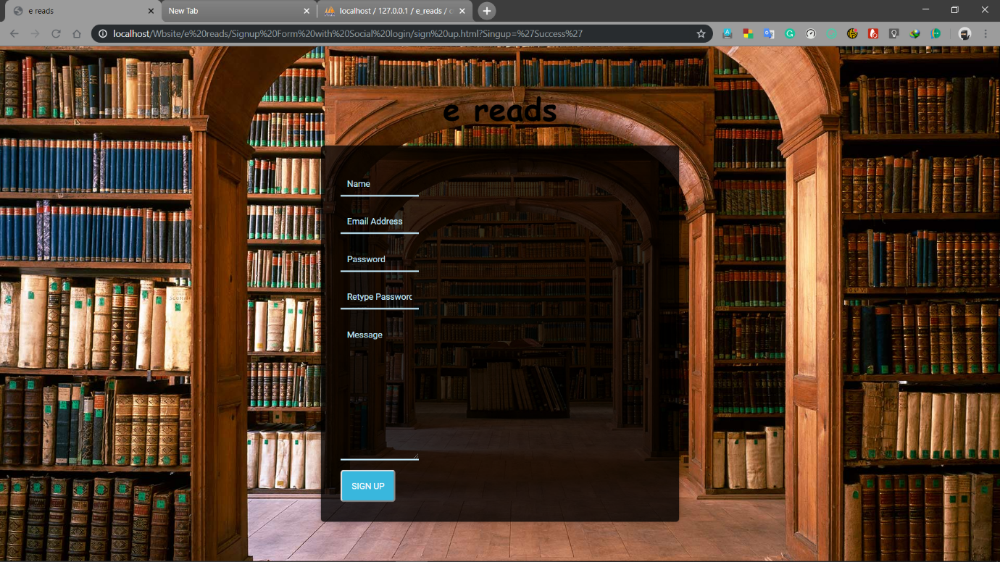 e reads
New Tab
localhost / 127.0.0.1 / e_reads /
localhost/Wbsite/e%20reads/Signup%20Form%20with%20Social%20login/sign%20up.html?Singup=%27Success%27
e reads
Name
Email Address
Password
Retype Password
Message
SIGN UP